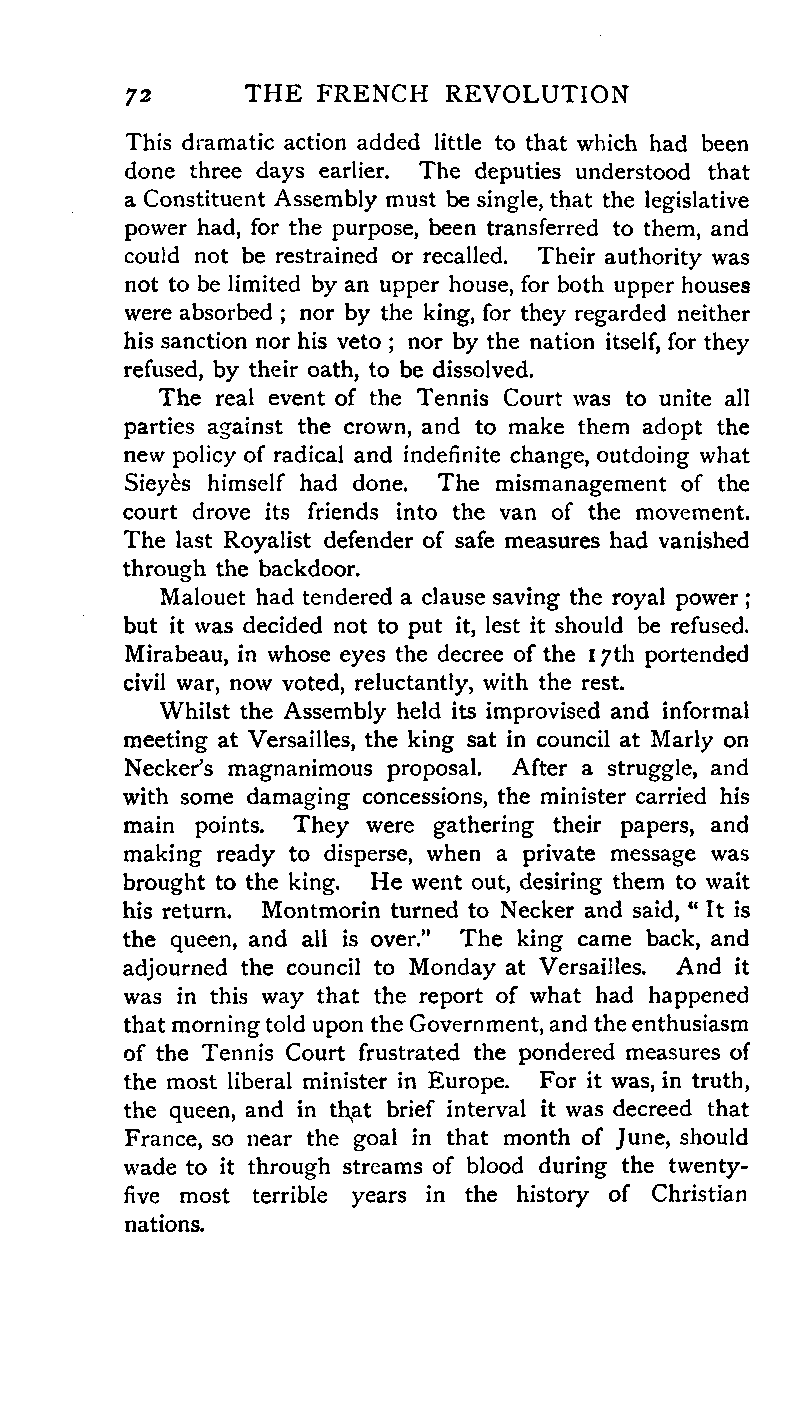 72 THE FRENCH REVOLUTION
This dramatic action added little to that which had been
done three days earlier. The deputies understood that
a Constituent Assembly must be single, that the legislative
power had, for the purpose, been transferred to them, and
could not be restrained or recalled. Their authority was
not to be limited by an upper house, for both upper houses
were absorbed ; nor by the king, for they regarded neither
his sanction nor his veto ; nor by the nation itself, for they
refused, by their oath, to be dissolved.
The real event of the Tennis Court was to unite all
parties against the crown, and to make them adopt the
new policy of radical and indefinite change, outdoing what
Sieyès himself had done. The mismanagement of the
court drove its friends into the van of the movement.
The last Royalist defender of safe measures had vanished
through the backdoor.
Malouet had tendered a clause saving the royal power ;
but it was decided not to put it, lest it should be refused.
Mirabeau, in whose eyes the decree of the 17th portended
civil war, now voted, reluctantly, with the rest.
Whilst the Assembly held its improvised and informal
meeting at Versailles, the king sat in council at Marly on
Necker's magnanimous proposal. After a struggle, and
with some damaging concessions, the minister carried his
main points. They were gathering their papers, and
making ready to disperse, when a private message was
brought to the king. He went out, desiring them to wait
his return. Montmorin turned to Necker and said, “ It is
the queen, and all is over.” The king came back, and
adjourned the council to Monday at Versailles. And it
was in this way that the report of what had happened
that morning told upon the Government, and the enthusiasm
of the Tennis Court frustrated the pondered measures of
the most liberal minister in Europe. For it was, in truth,
the queen, and in that brief interval it was decreed that
France, so near the goal in that month of June, should
wade to it through streams of blood during the twenty-
five most terrible years in the history of Christian
nations.